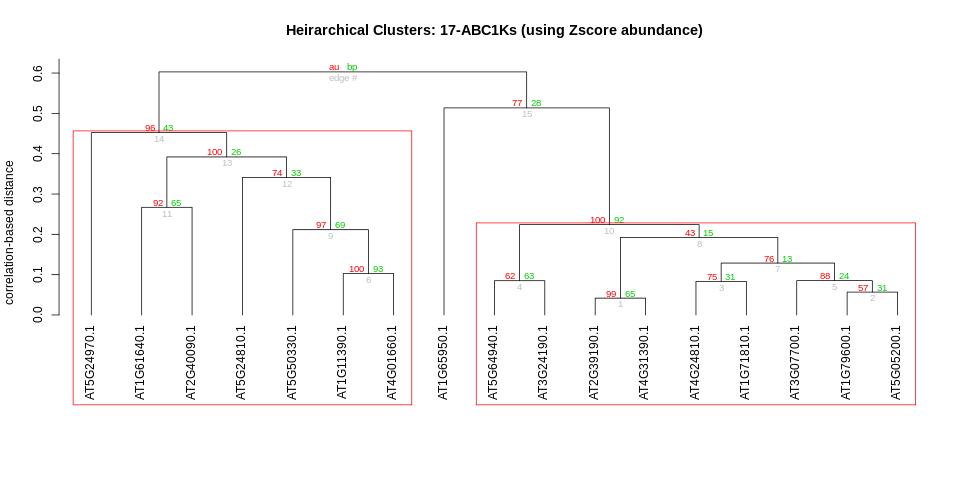 Heirarchical Clusters: 17-ABC1Ks (using Zscore abundance)
correlation-based distance
0.6
0.5
0.4
0.3
0.2
0.1
0.0
au bp
edge #
77 28
15
96 43
14
100 26
13
74 33
12
92 65
11
97 69
9
100 93
6
100 92
10
43 15
8
76 13
7
62 63
4
75 31
3
88 24
5
99 65
1
57 31
2
AT5G24970.1
AT1G61640.1
AT2G40090.1
AT5G24810.1
AT5G50330.1
AT1G11390.1
AT4G01660.1
AT1G65950.1
AT5G64940.1
AT3G24190.1
AT2G39190.1
AT4G31390.1
AT4G24810.1
AT1G71810.1
AT3G07700.1
AT1G79600.1
AT5G05200.1